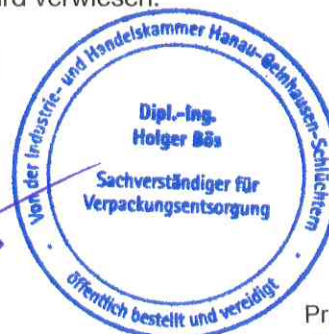 rd verwiesen.
Von der Industrie- und Handelskammer Hanau-Gelnhausen-Schlüchtern
Dipl.-Ing.
Holger Bös
Sachverständiger für
Verpackungsentsorgung
· öffentlich bestellt und vereidigt ·
Pr